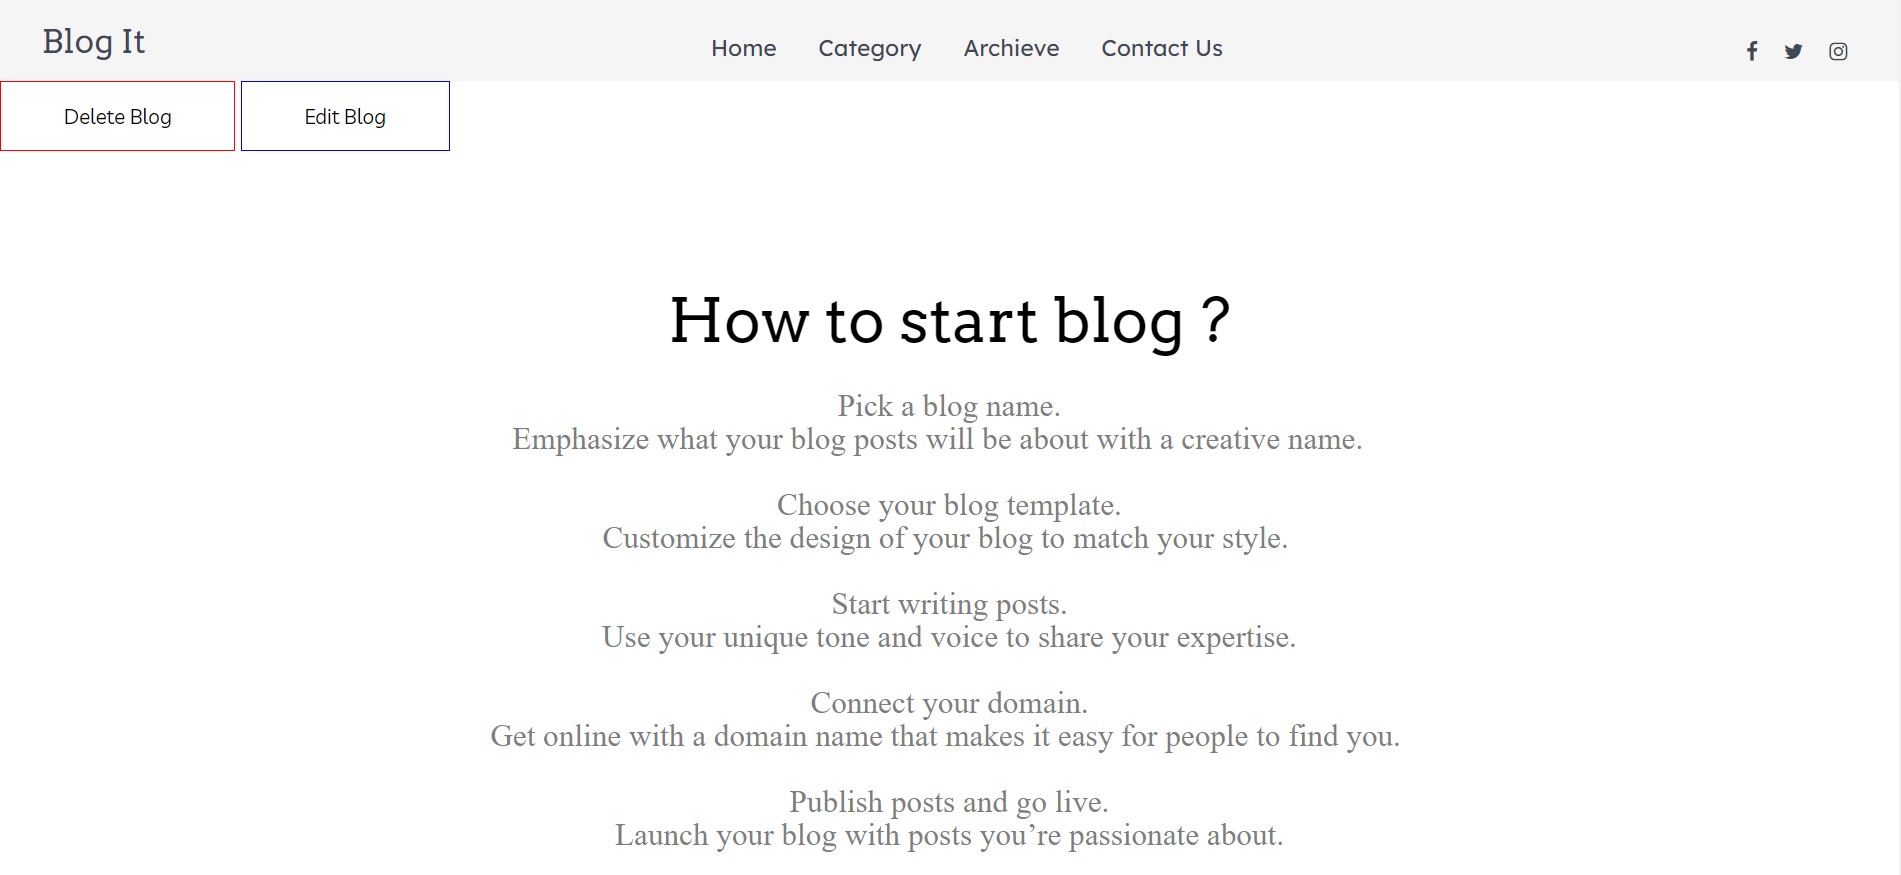 Blog It
Home Category Archieve Contact Us
Delete Blog Edit Blog
How to start blog ?
Pick a blog name.
Emphasize what your blog posts will be about with a creative name.
Choose your blog template.
Customize the design of your blog to match your style.
Start writing posts.
Use your unique tone and voice to share your expertise.
Connect your domain.
Get online with a domain name that makes it easy for people to find you.
Publish posts and go live.
Launch your blog with posts you’re passionate about.